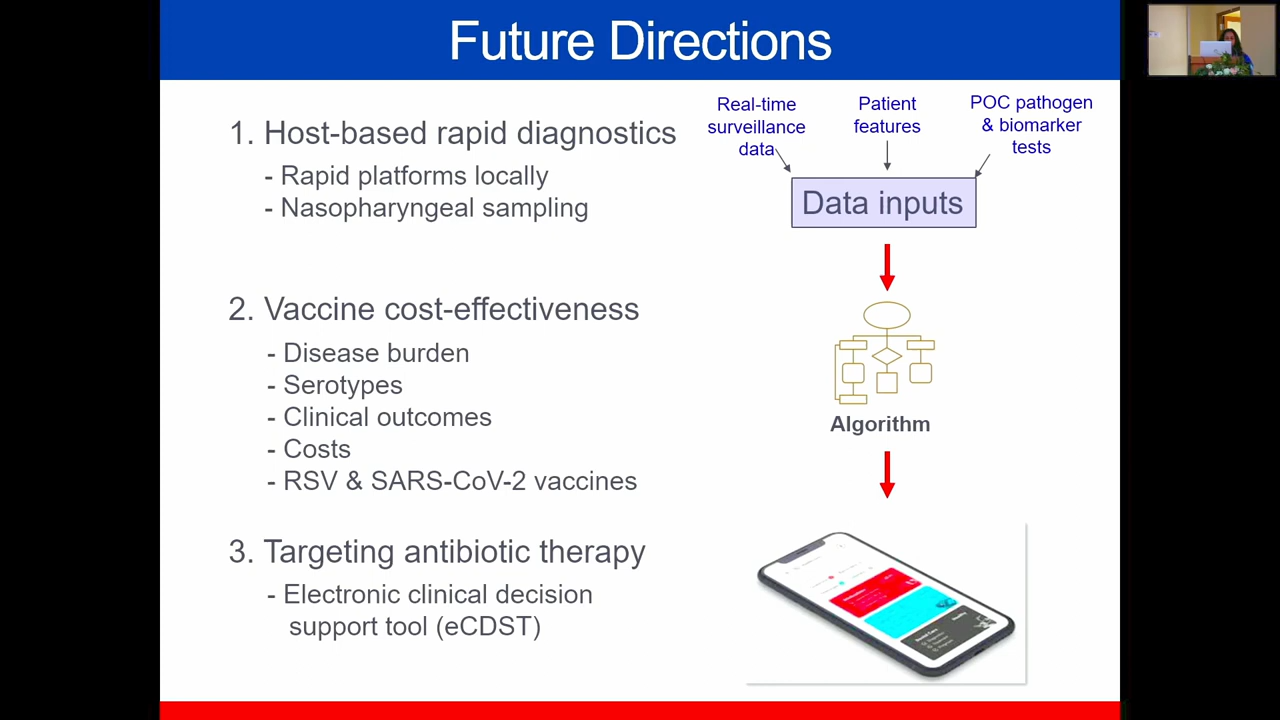 Future Directions
1. Host-based rapid diagnostics
- Rapid platforms locally
- Nasopharyngeal sampling
2. Vaccine cost-effectiveness
- Disease burden
- Serotypes
- Clinical outcomes
- Costs
- RSV & SARS-CoV-2 vaccines
3. Targeting antibiotic therapy
- Electronic clinical decision
support tool (eCDST)
Real-time
surveillance
data
Patient
features
POC pathogen
& biomarker
tests
Data inputs
Algorithm